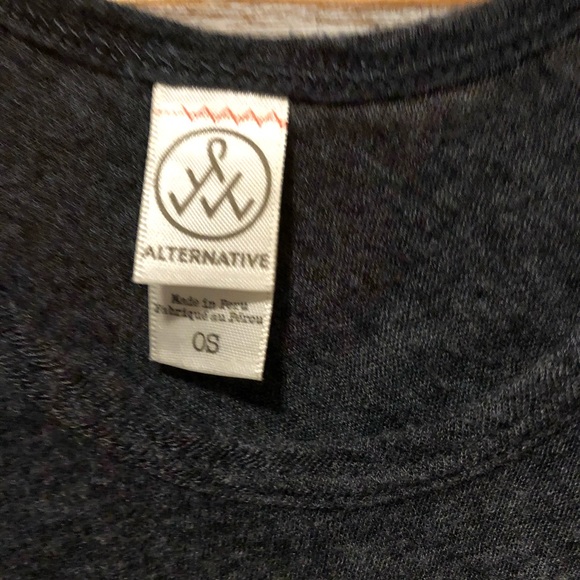 ALTERNATIVE
Made in Peru
Fabriqué au Pérou
OS